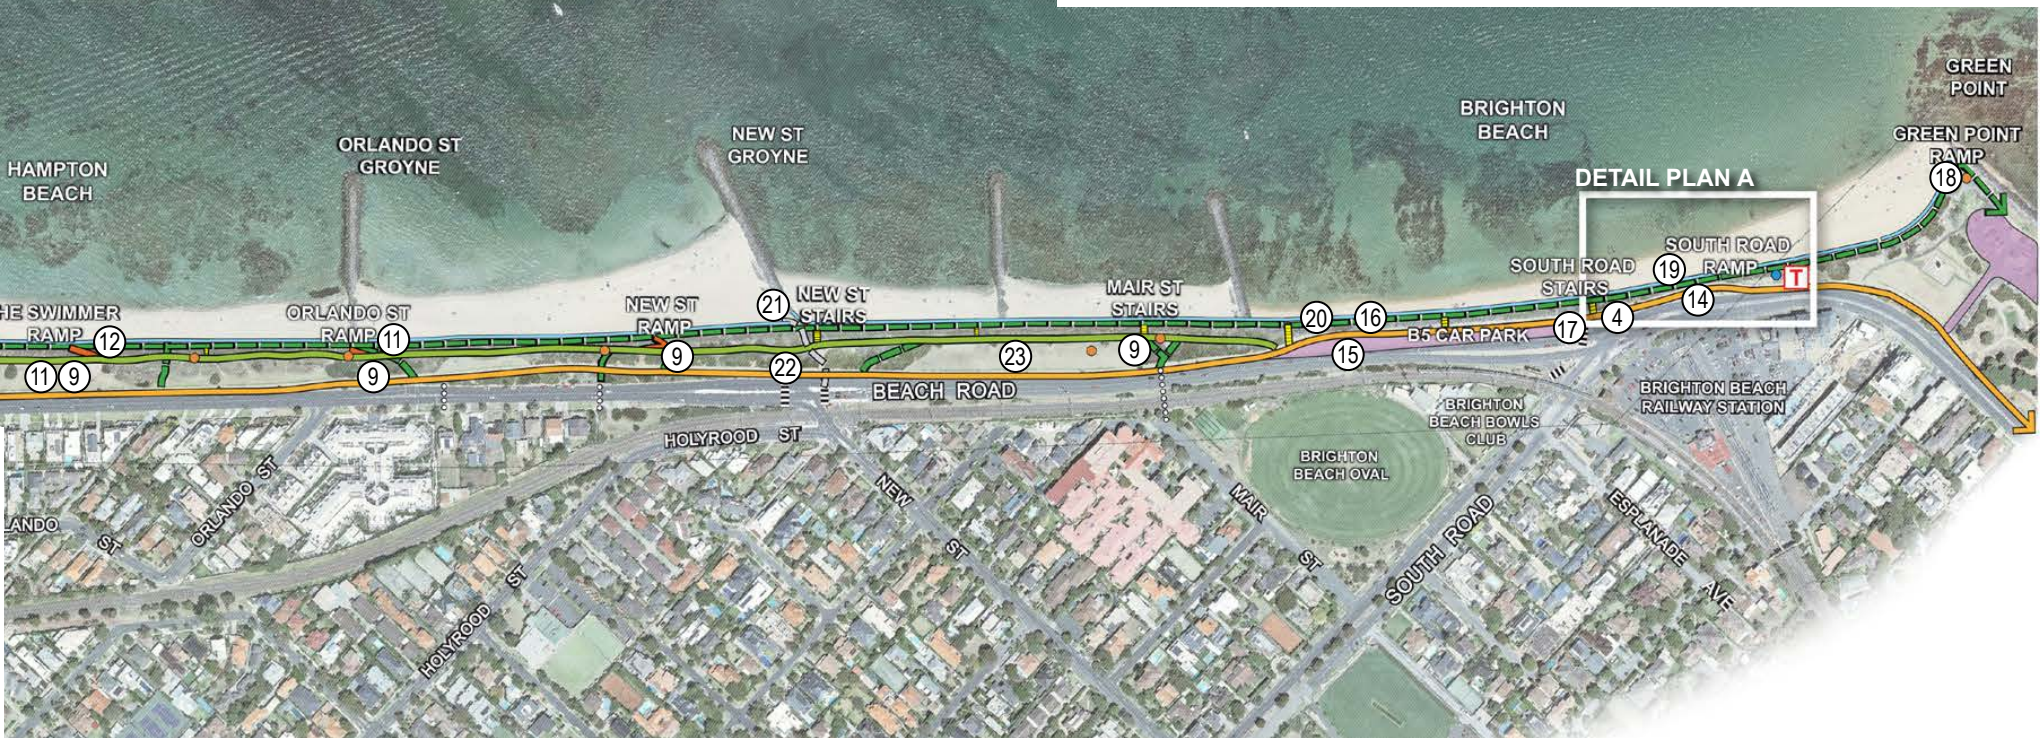 GREEN
POINT
BRIGHTON
BEACH
NEW ST
GROYNE
ORLANDO ST
GROYNE
HAMPTON
BEACH
GREEN POINT
RAMP
18
DETAIL PLAN A
SOUTH ROAD
RAMP
19
T
14
SOUTH ROAD
STAIRS
4
17
MAIR ST
STAIRS
NEW ST
STAIRS
21
NEW ST
RAMP
ORLANDO ST
RAMP
11
HE SWIMMER
RAMP
12
20
16
B5 CAR PARK
15
11
9
9
9
22
23
9
BEACH ROAD
BRIGHTON BEACH
RAILWAY STATION
BRIGHTON
BEACH BOWLS
CLUB
HOLYROOD ST
BRIGHTON
BEACH OVAL
ORLANDO ST
LANDO
ST
NEW
ST
MAIR
ST
SOUTH ROAD
ESPLANADE
AVE
HOLYROOD ST